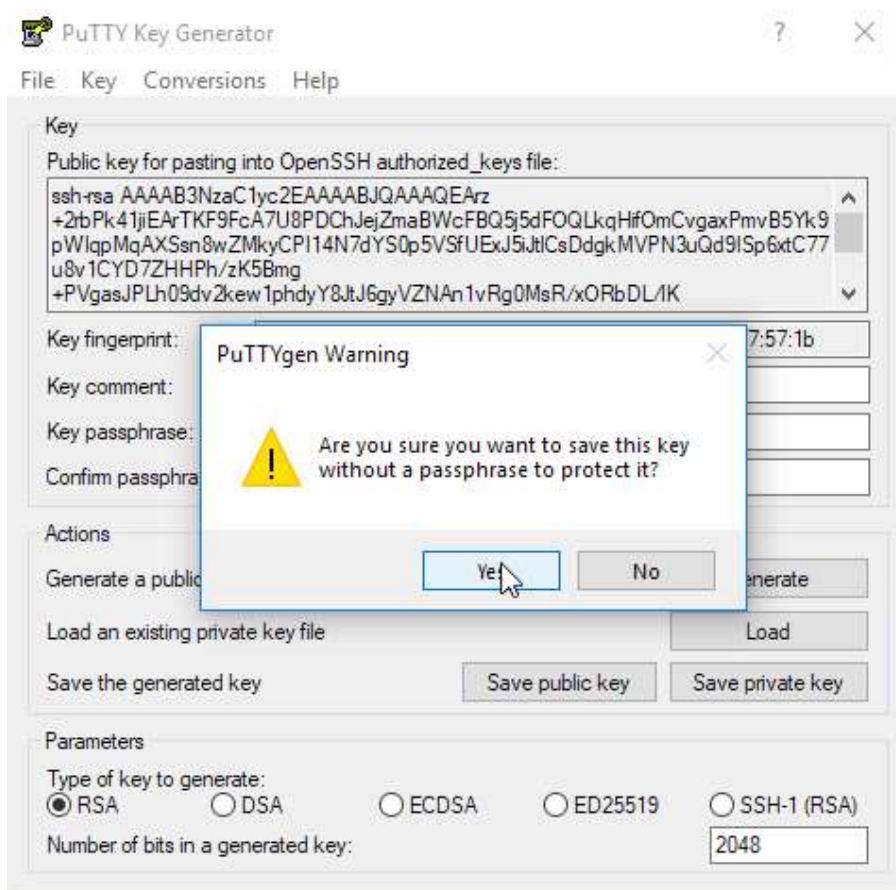 PuTTY Key Generator
File Key Conversions Help
Key
Public key for pasting into OpenSSH authorized_keys file:
ssh-rsa AAAAB3NzaC1yc2EAAAABJQAAAQEArz
+2rbPk41jiEArTKF9FcA7U8PDChJejZmaBWcFBQ5j5dFOQLkqHifOmCvgaxPmvB5Yk9
pWlqpMqAXSsn8wZMkyCPI14N7dYS0p5VSfUExJ5iJtlCsDdgkMVPN3uQd9ISp6xtC77
u8v1CYD7ZHHPh/zK5Bmg
+PVgasJPLh09dv2kew1phdyY8JtJ6gyVZNAn1vRg0MsR/xORbDL/lK
Key fingerprint: 7:57:1b
PuTTYgen Warning
Key comment:
Key passphrase:
Are you sure you want to save this key
without a passphrase to protect it?
Confirm passphra
Actions
Generate a public enerate
Yes No
Load an existing private key file Load
Save the generated key Save public key Save private key
Parameters
Type of key to generate:
RSA DSA ECDSA ED25519 SSH-1 (RSA)
Number of bits in a generated key: 2048